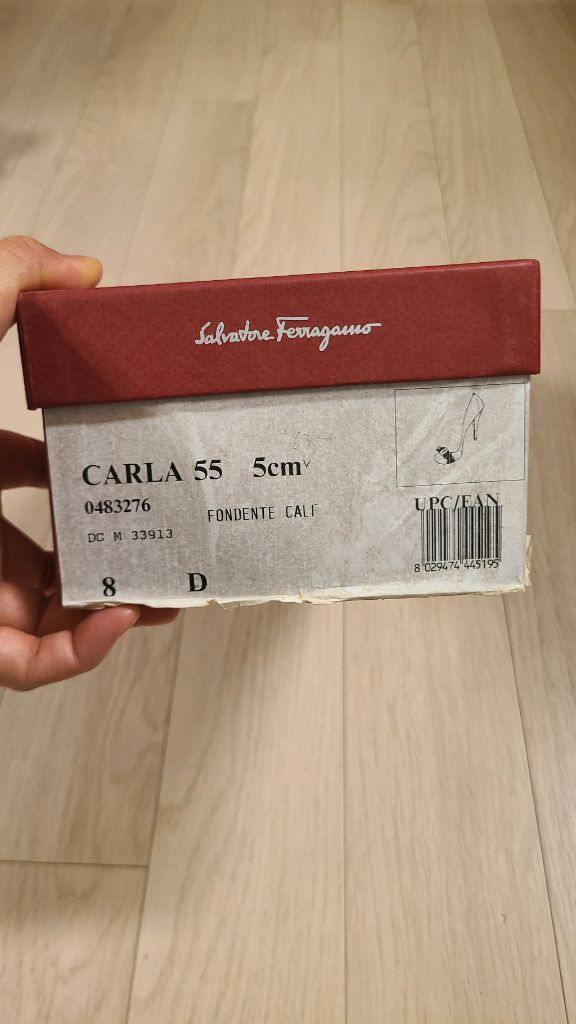 Salvatore Ferragamo
CARLA 55 5cm
0483276
FONDENTE CALF
DG M 33913
8 D
UPC/EAN
8 029474 445195